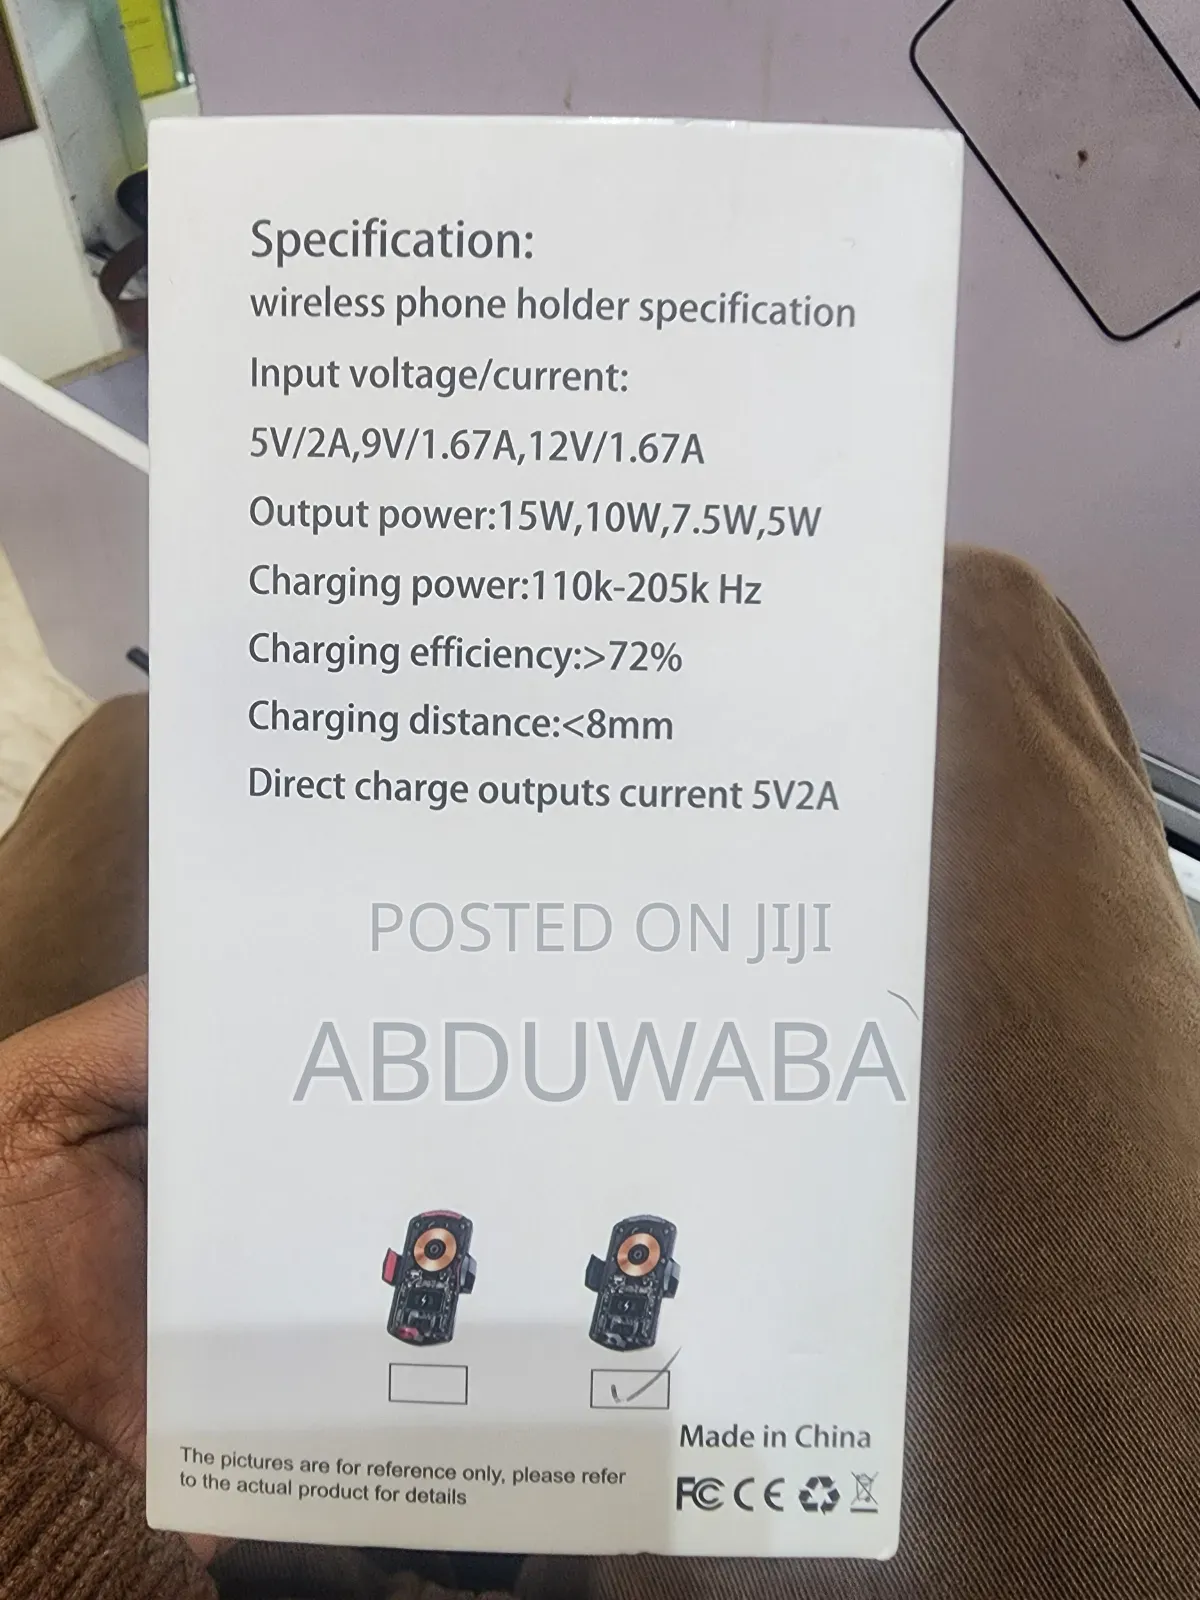 Specification:
wireless phone holder specification
Input voltage/current:
5V/2A,9V/1.67A,12V/1.67A
Output power:15W,10W,7.5W,5W
Charging power:110k-205k Hz
Charging efficiency:>72%
Charging distance:<8mm
Direct charge outputs current 5V2A
POSTED ON JIJI
ABDUWABA
Made in China
The pictures are for reference only, please refer
to the actual product for details
FC CE